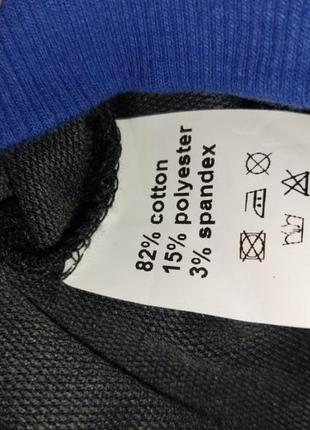 82% cotton
15% polyester
3% spandex